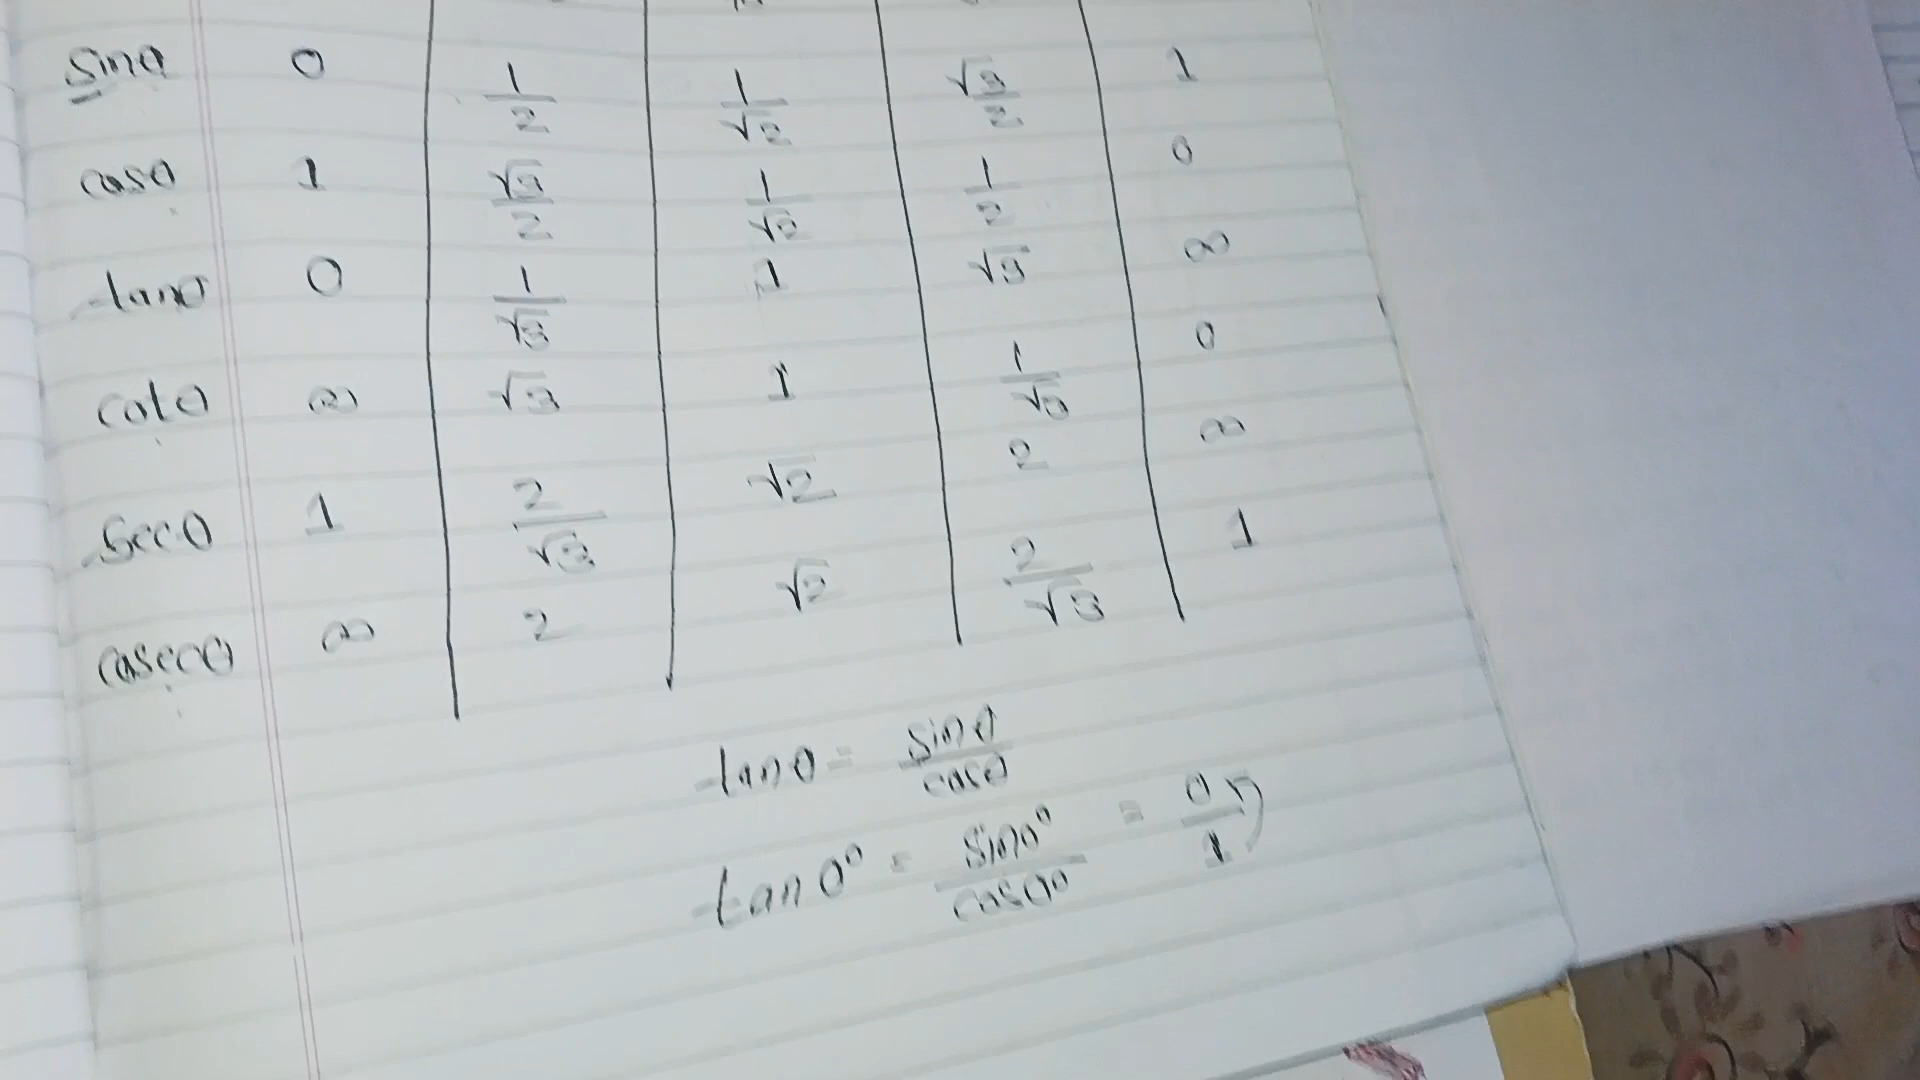 sinθ 0 1/2 1/√2 √3/2 1
cosθ 1 √3/2 1/√2 1/2 0
tanθ 0 1/√3 1 √3 ∞
cotθ ∞ √3 1 1/√3 0
secθ 1 2/√3 √2 2 ∞
cosecθ ∞ 2 √2 2/√3 1
tanθ = sinθ/cosθ
tan0° = sin0°/cos0° = 0/1